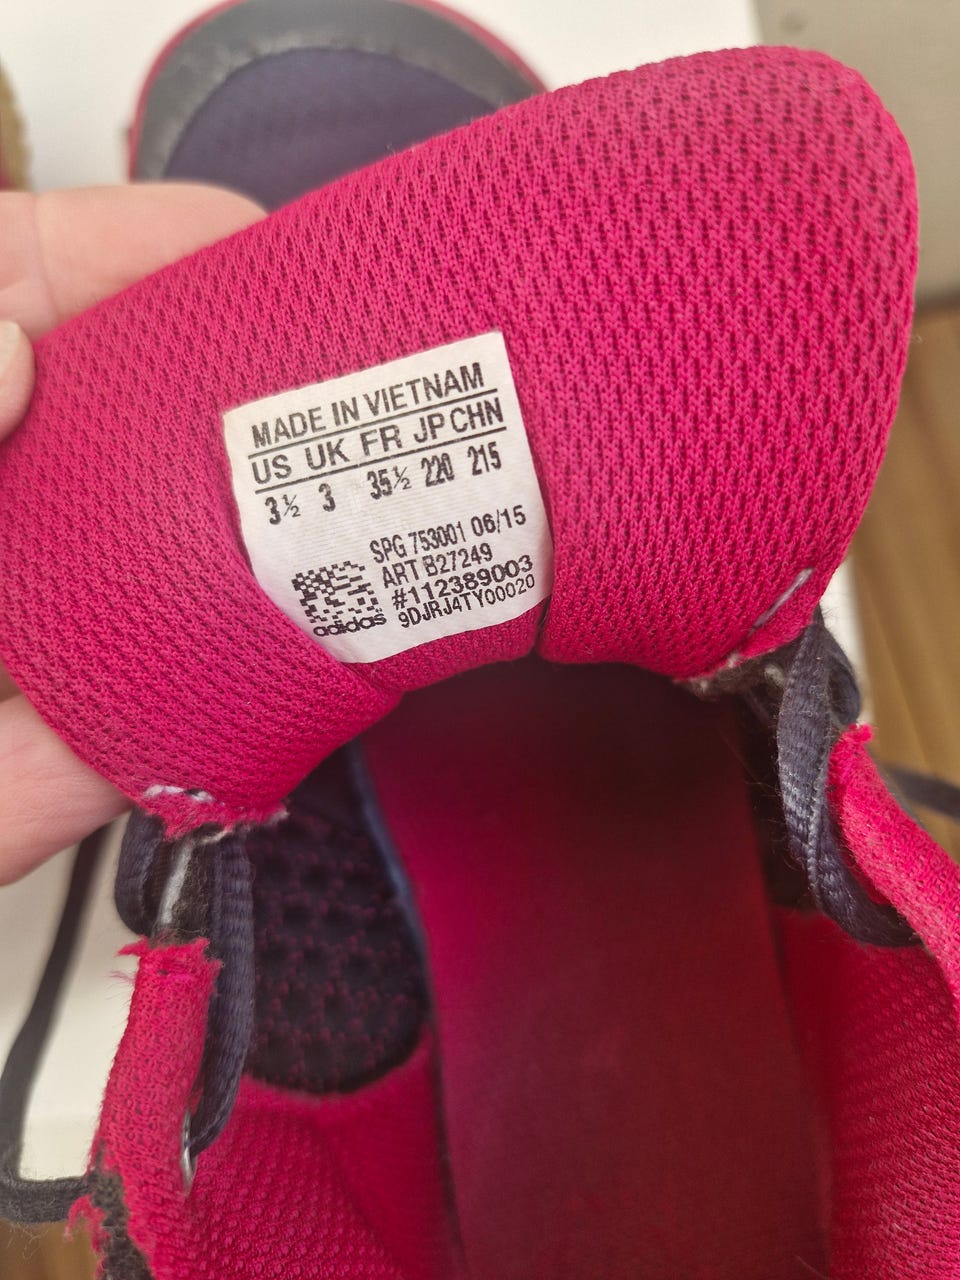 MADE IN VIETNAM
US UK FR JP CHN
3½ 3 35½ 220 215
SPG 753001 06/15
ART B27249
#112389003
adidas 9DJRJ4TY00020